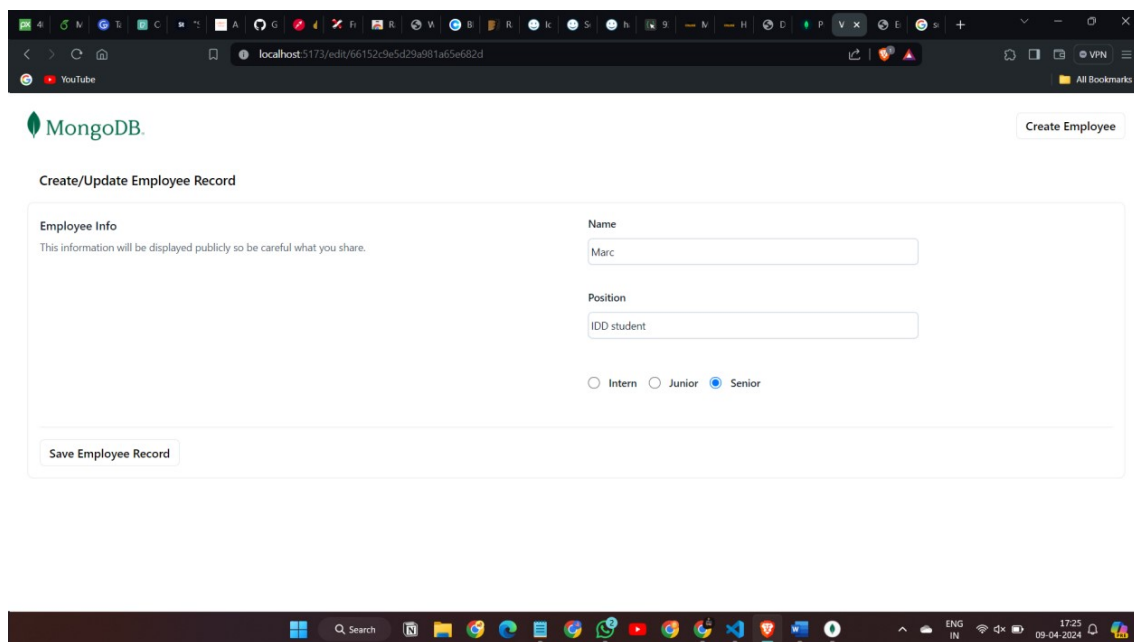 localhost:5173/edit/66152c9e5d29a981a65e682d
VPN
YouTube
All Bookmarks
MongoDB.
Create Employee
Create/Update Employee Record
Employee Info
This information will be displayed publicly so be careful what you share.
Name
Marc
Position
IDD student
Intern Junior Senior
Save Employee Record
Search
ENG
IN
17:25
09-04-2024